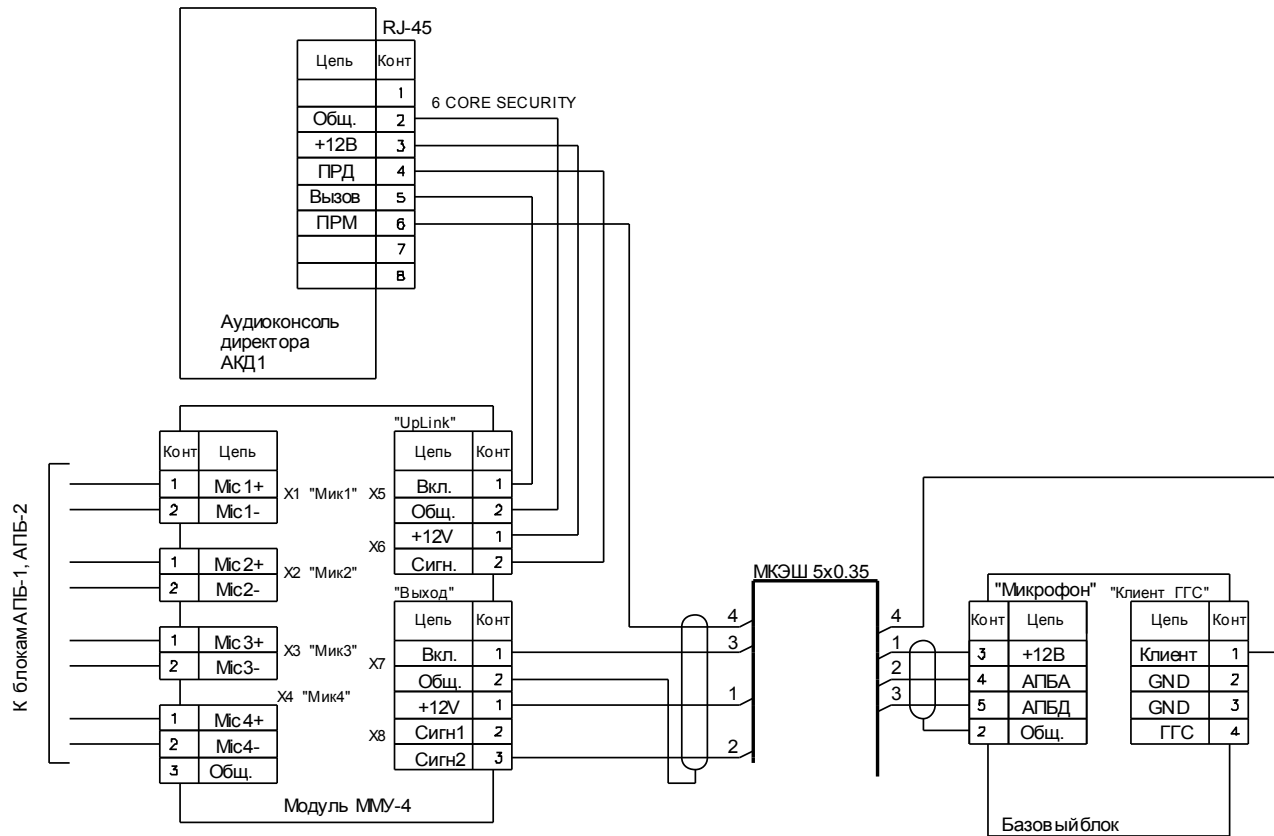 RJ-45
Цепь Конт
1
6 CORE SECURITY
Общ. 2
+12В 3
ПРД 4
Вызов 5
ПРМ 6
7
8
Аудиоконсоль
директора
АКД1
"UpLink"
Конт Цепь
Цепь Конт
1 Mic1+ X1 "Мик1" X5 Вкл. 1
2 Mic1- Общ. 2
X6 +12V 1
1 Mic2+ X2 "Мик2" Сигн. 2
2 Mic2-
"Выход"
Цепь Конт
1 Mic3+ X3 "Мик3" X7 Вкл. 1
2 Mic3- Общ. 2
X4 "Мик4" +12V 1
1 Mic4+ X8 Сигн1 2
2 Mic4- Сигн2 3
3 Общ.
Модуль ММУ-4
К блокам АПБ-1, АПБ-2
МКЭШ 5x0.35
4
3
1
2
4
1
2
3
"Микрофон" "Клиент ГГС"
Конт Цепь Цепь Конт
3 +12В Клиент 1
4 АПБА GND 2
5 АПБД GND 3
2 Общ. ГГС 4
Базовый блок